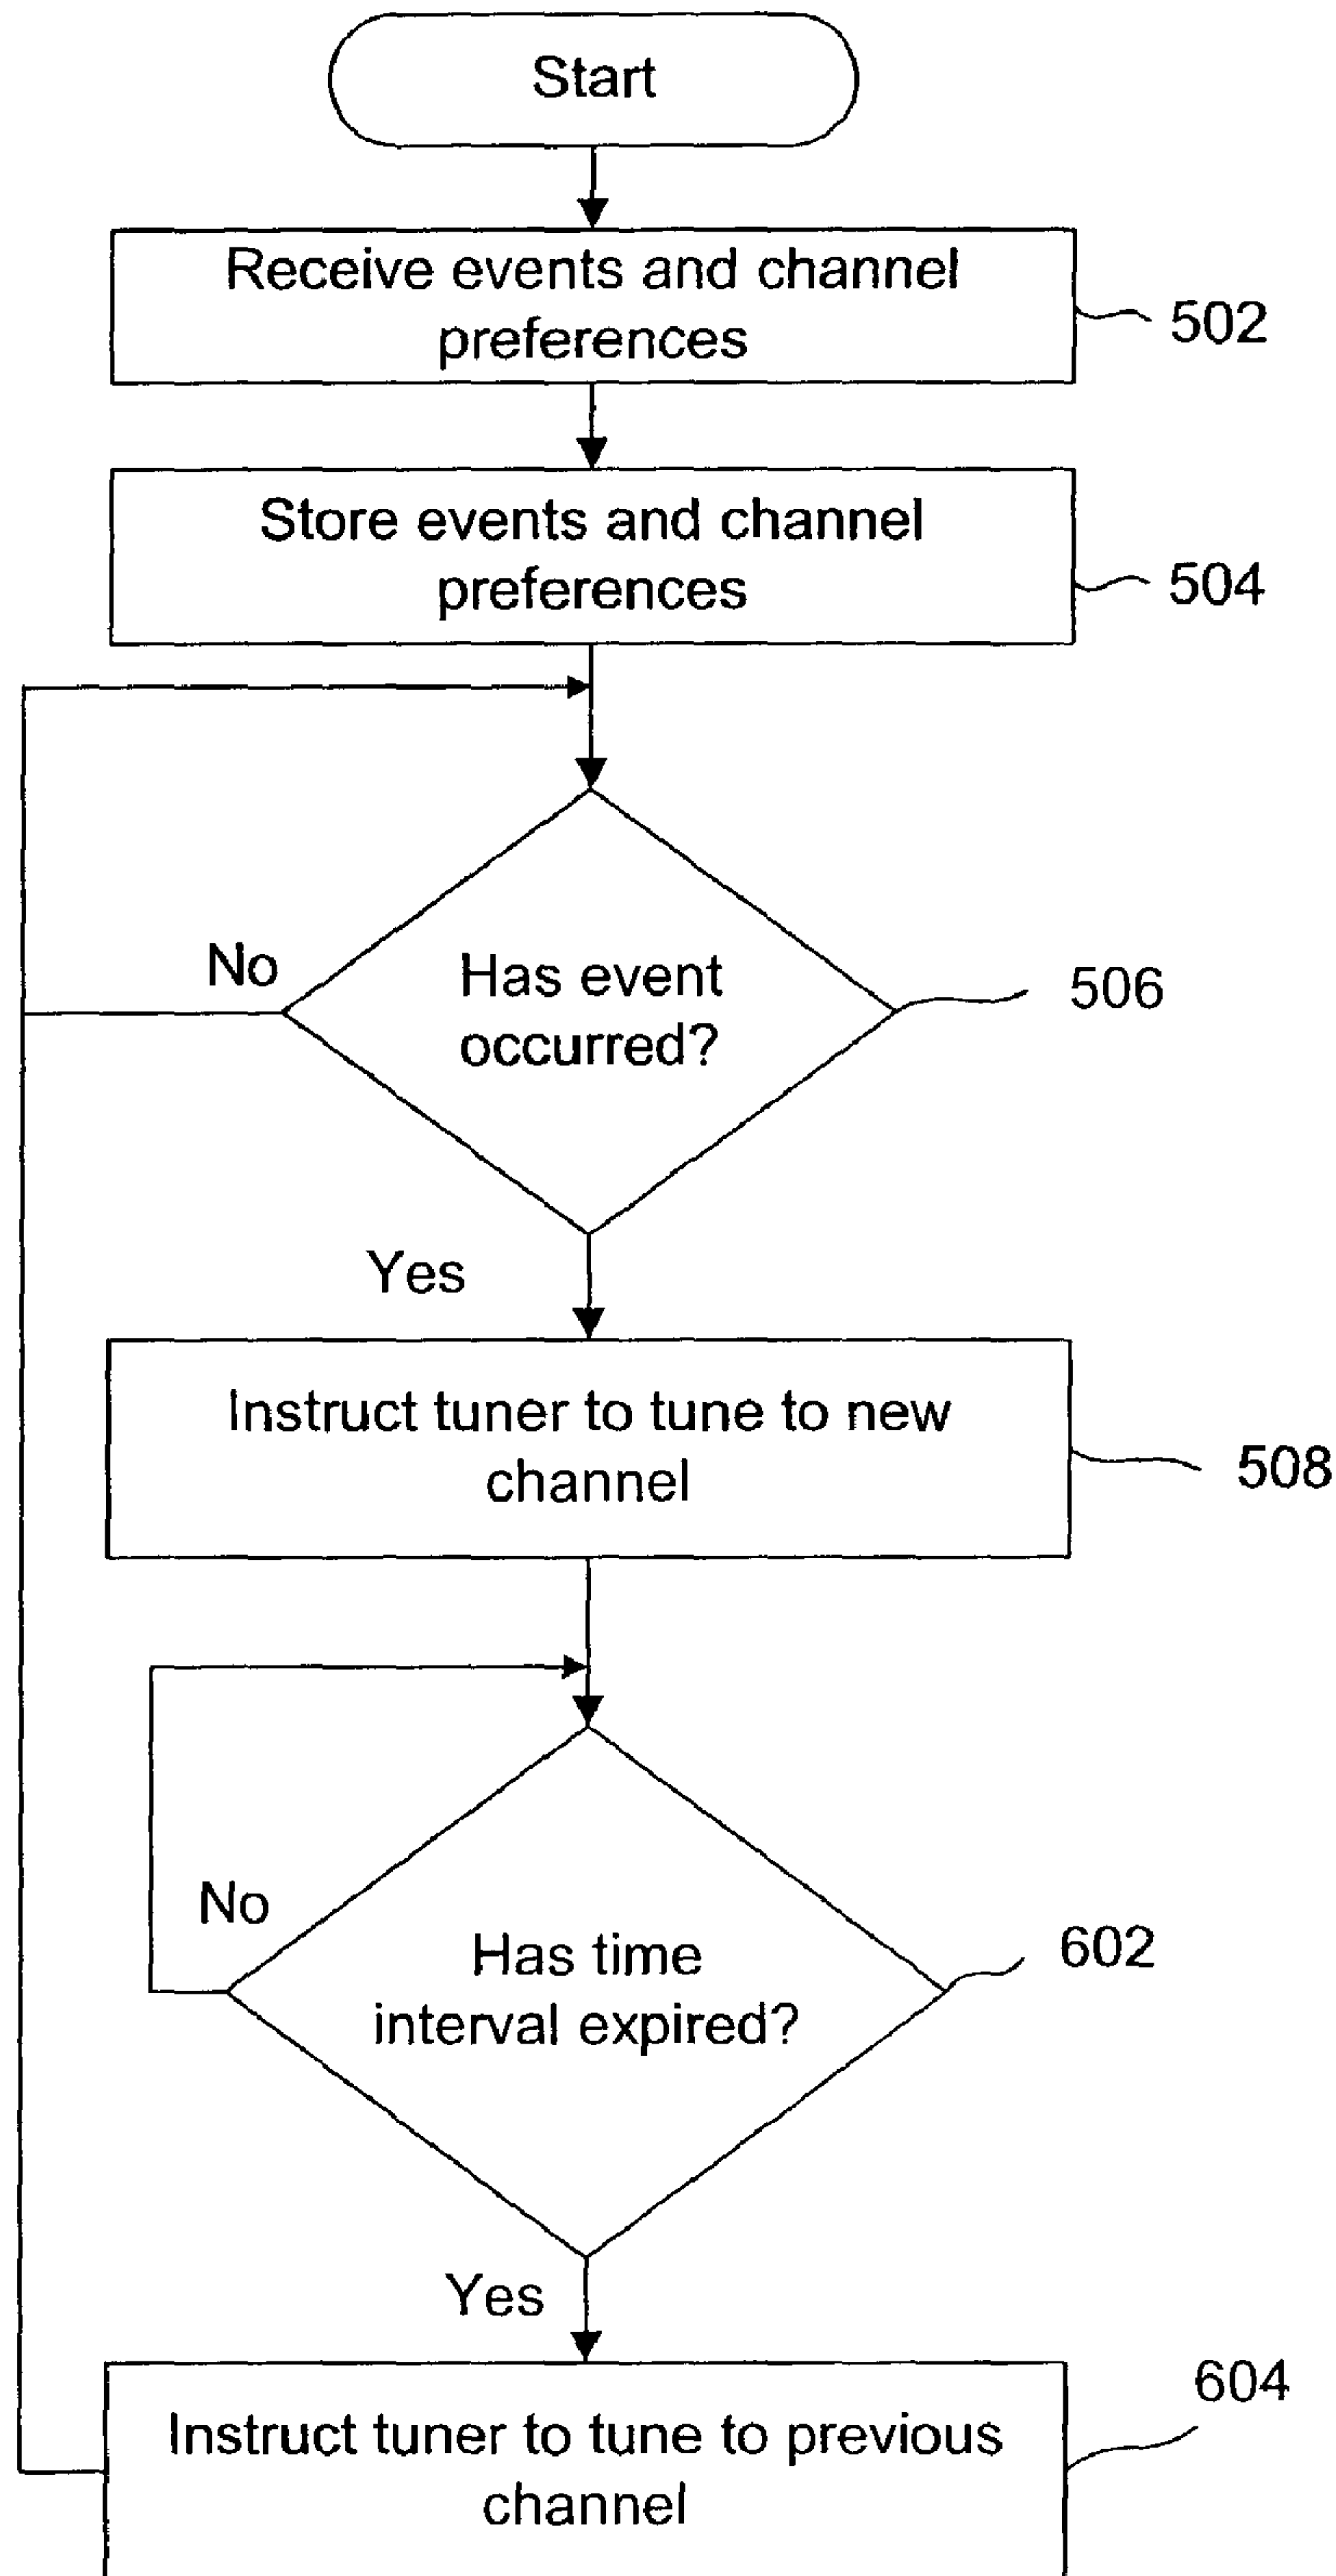 Start
Receive events and channel
preferences
502
Store events and channel
preferences
504
No
Has event
occurred?
506
Yes
Instruct tuner to tune to new
channel
508
No
Has time
interval expired?
602
Yes
Instruct tuner to tune to previous
channel
604